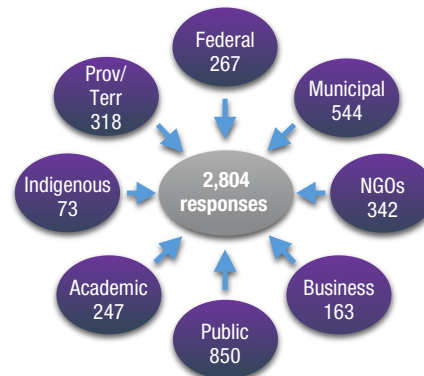 Federal
267
Prov/
Terr
318
Municipal
544
Indigenous
73
2,804
responses
NGOs
342
Academic
247
Business
163
Public
850